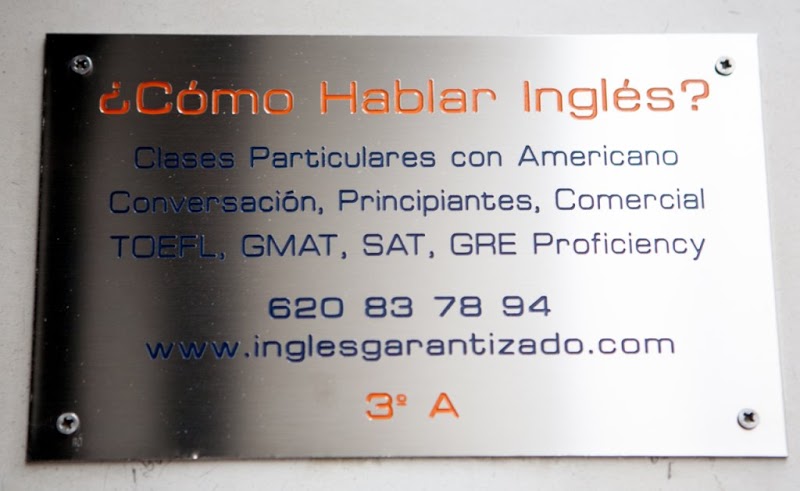 ¿Cómo Hablar Inglés?
Clases Particulares con Americano
Conversación, Principiantes, Comercial
TOEFL, GMAT, SAT, GRE Proficiency
620 83 78 94
www.inglesgarantizado.com
3º A